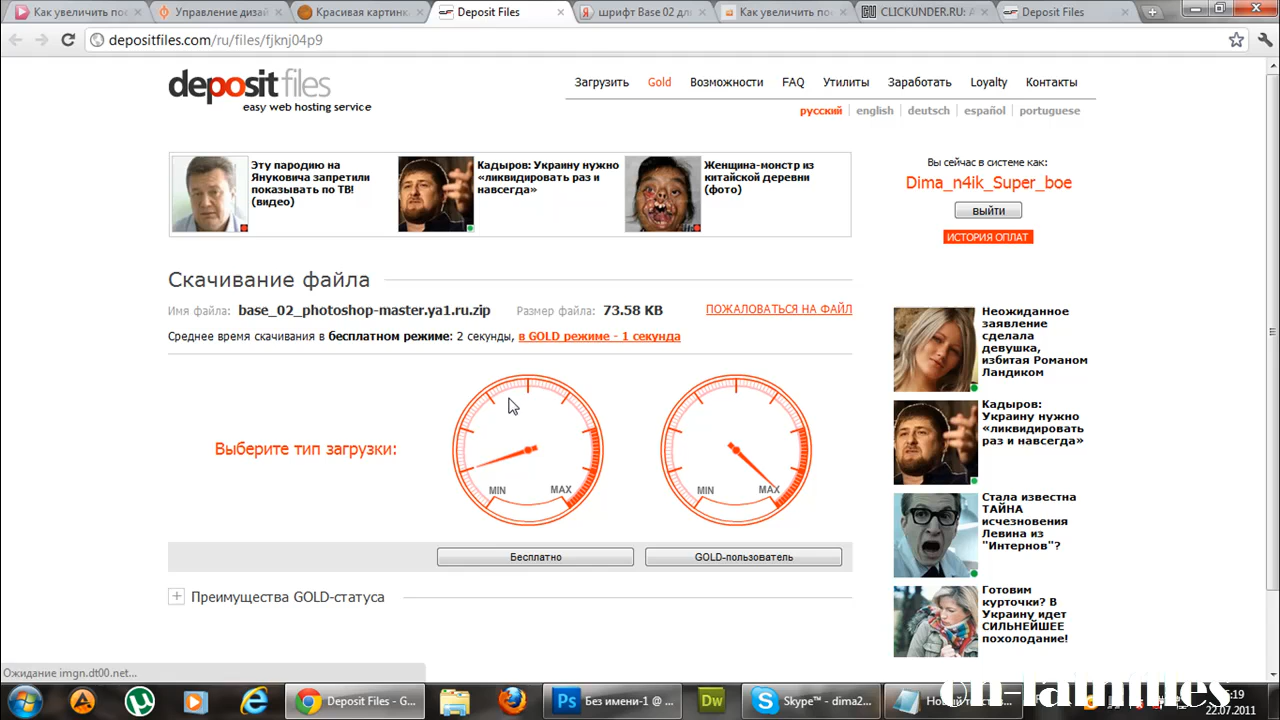 Как увеличить пос
Управление дизай
Красивая картинк
Deposit Files
шрифт Base 02 дл
Как увеличить пос
CLICKUNDER.RU: А
Deposit Files
depositfiles.com/ru/files/fjknj04p9
deposit files
easy web hosting service
Загрузить Gold Возможности FAQ Утилиты Заработать Loyalty Контакты
русский english deutsch español portuguese
Эту пародию на
Януковича запретили
показывать по ТВ!
(видео)
Кадыров: Украину нужно
«ликвидировать раз и
навсегда»
Женщина-монстр из
китайской деревни
(фото)
Вы сейчас в системе как:
Dima_n4ik_Super_boe
выйти
ИСТОРИЯ ОПЛАТ
Скачивание файла
Имя файла: base_02_photoshop-master.ya1.ru.zip Размер файла: 73.58 KB ПОЖАЛОВАТЬСЯ НА ФАЙЛ
Среднее время скачивания в бесплатном режиме: 2 секунды, в GOLD режиме - 1 секунда
Выберите тип загрузки:
MIN MAX
MIN MAX
Бесплатно
GOLD-пользователь
Преимущества GOLD-статуса
Неожиданное
заявление
сделала
девушка,
избитая Романом
Ландиком
Кадыров:
Украину нужно
«ликвидировать
раз и навсегда»
Стала известна
ТАЙНА
исчезновения
Левина из
"Интернов"?
Готовим
курточки? В
Украину идет
СИЛЬНЕЙШЕЕ
похолодание!
Ожидание imgn.dt00.net...
Deposit Files - G...
Без имени-1 @ ...
Skype™ - dima2...
22.07.2011